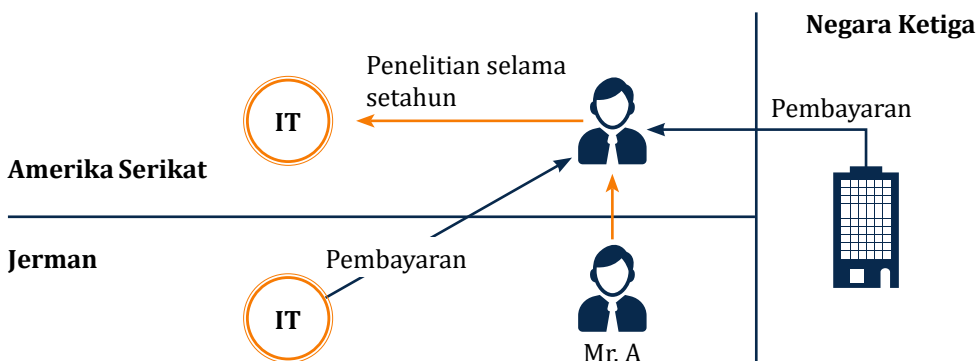 Negara Ketiga
Penelitian selama
setahun
IT
Pembayaran
Amerika Serikat
Jerman
Pembayaran
IT
Mr. A